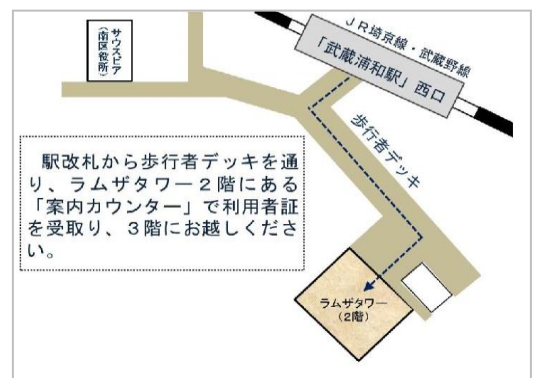 サウスピア
(南区役所)
JR埼京線・武蔵野線
「武蔵浦和駅」西口
歩行者デッキ
駅改札から歩行者デッキを通
り、ラムザタワー2階にある
「案内カウンター」で利用者証
を受取り、3階にお越しくださ
い。
ラムザタワー
(2階)